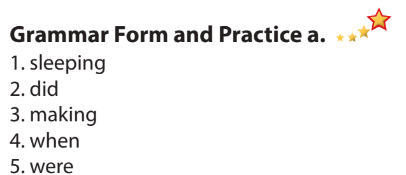 Grammar Form and Practice a.
1. sleeping
2. did
3. making
4. when
5. were